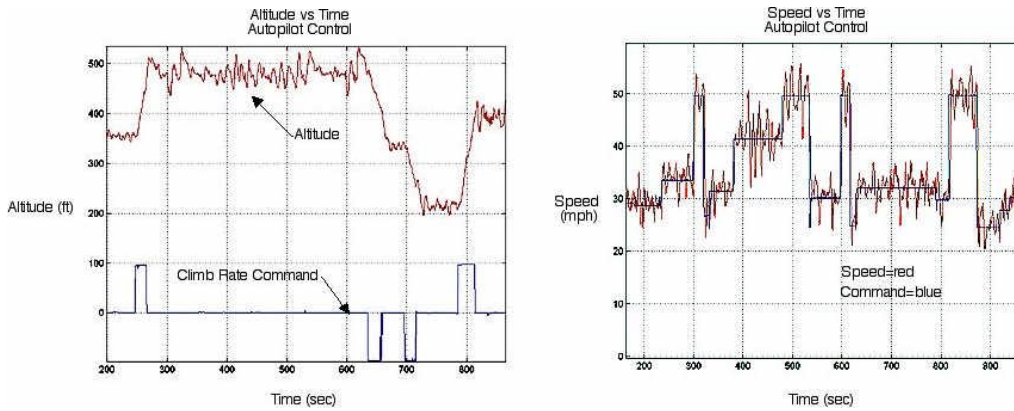 Altitude vs Time
Autopilot Control
500
400
300
200
100
0
Altitude
Altitude (ft)
Climb Rate Command
200 300 400 500 600 700 800
Time (sec)
Speed vs Time
Autopilot Control
50
40
30
20
10
0
Speed
(mph)
Speed=red
Command=blue
200 300 400 500 600 700 800 900
Time (sec)